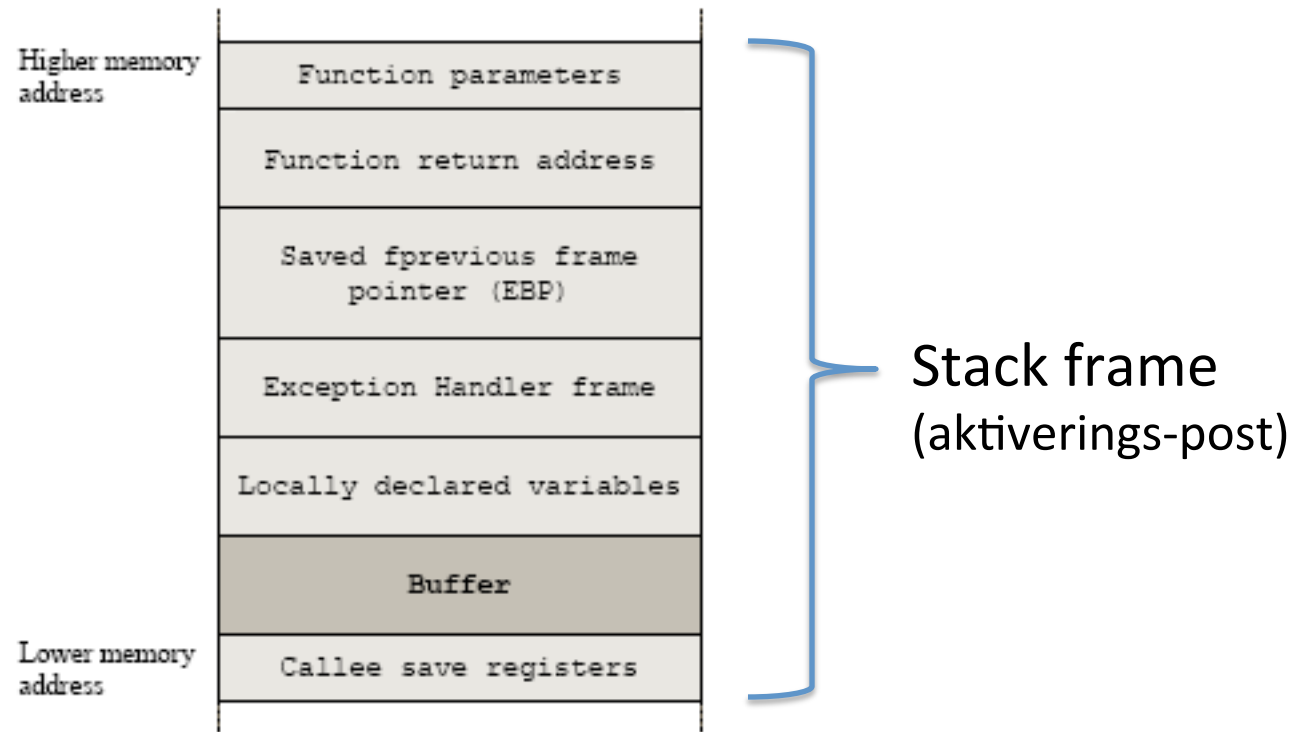 Higher memory
address
Function parameters
Function return address
Saved fprevious frame
pointer (EBP)
Exception Handler frame
Locally declared variables
Buffer
Lower memory
address
Callee save registers
Stack frame
(aktiverings-post)